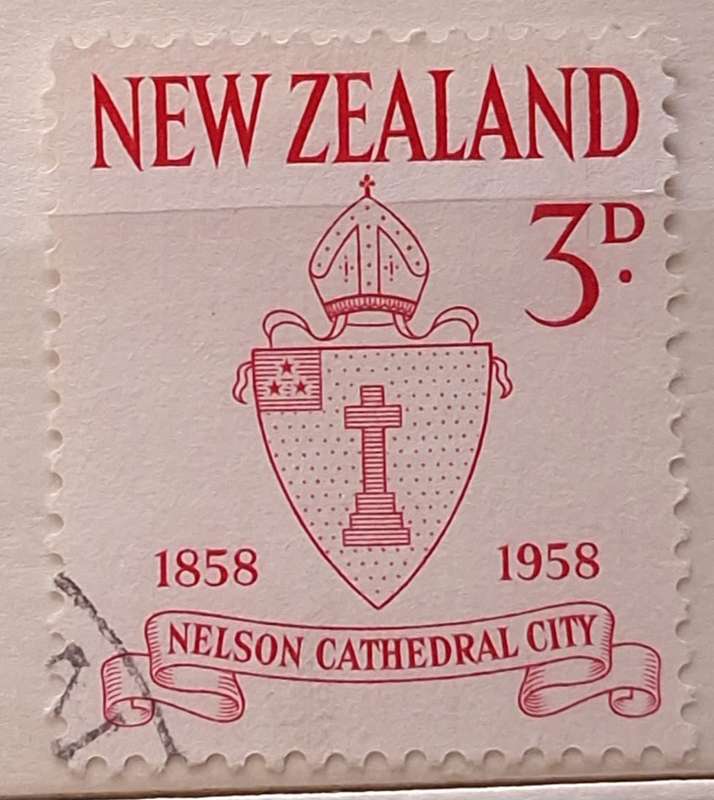 NEW ZEALAND
3D.
1858 1958
NELSON CATHEDRAL CITY